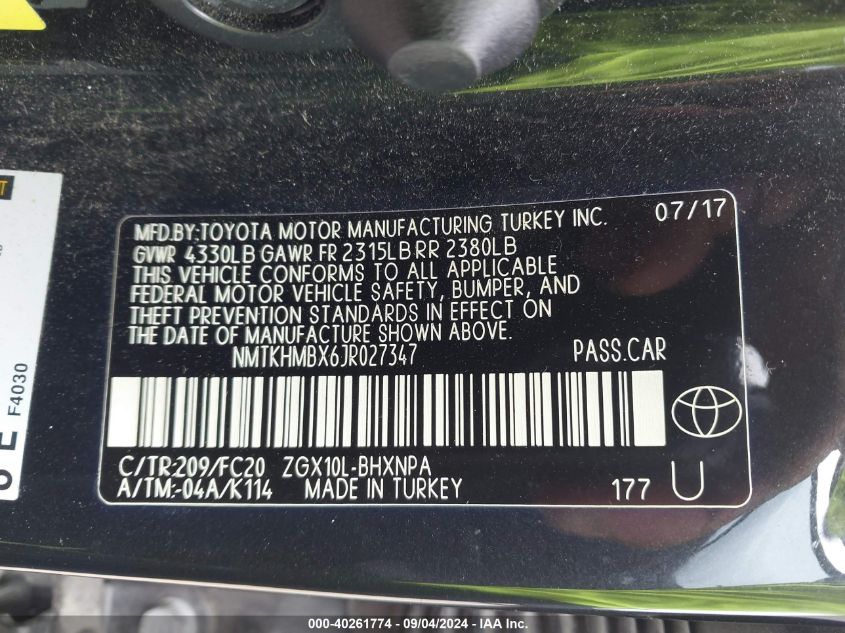 MFD.BY:TOYOTA MOTOR MANUFACTURING TURKEY INC. 07/17
GVWR 4330LB GAWR FR 2315LB RR 2380LB
THIS VEHICLE CONFORMS TO ALL APPLICABLE
FEDERAL MOTOR VEHICLE SAFETY, BUMPER, AND
THEFT PREVENTION STANDARDS IN EFFECT ON
THE DATE OF MANUFACTURE SHOWN ABOVE.
NMTKHMBX6JR027347 PASS.CAR
C/TR:209/FC20 ZGX10L-BHXNPA
A/TM:-04A/K114 MADE IN TURKEY 177 U
F4030
000-40261774 - 09/04/2024 - IAA Inc.